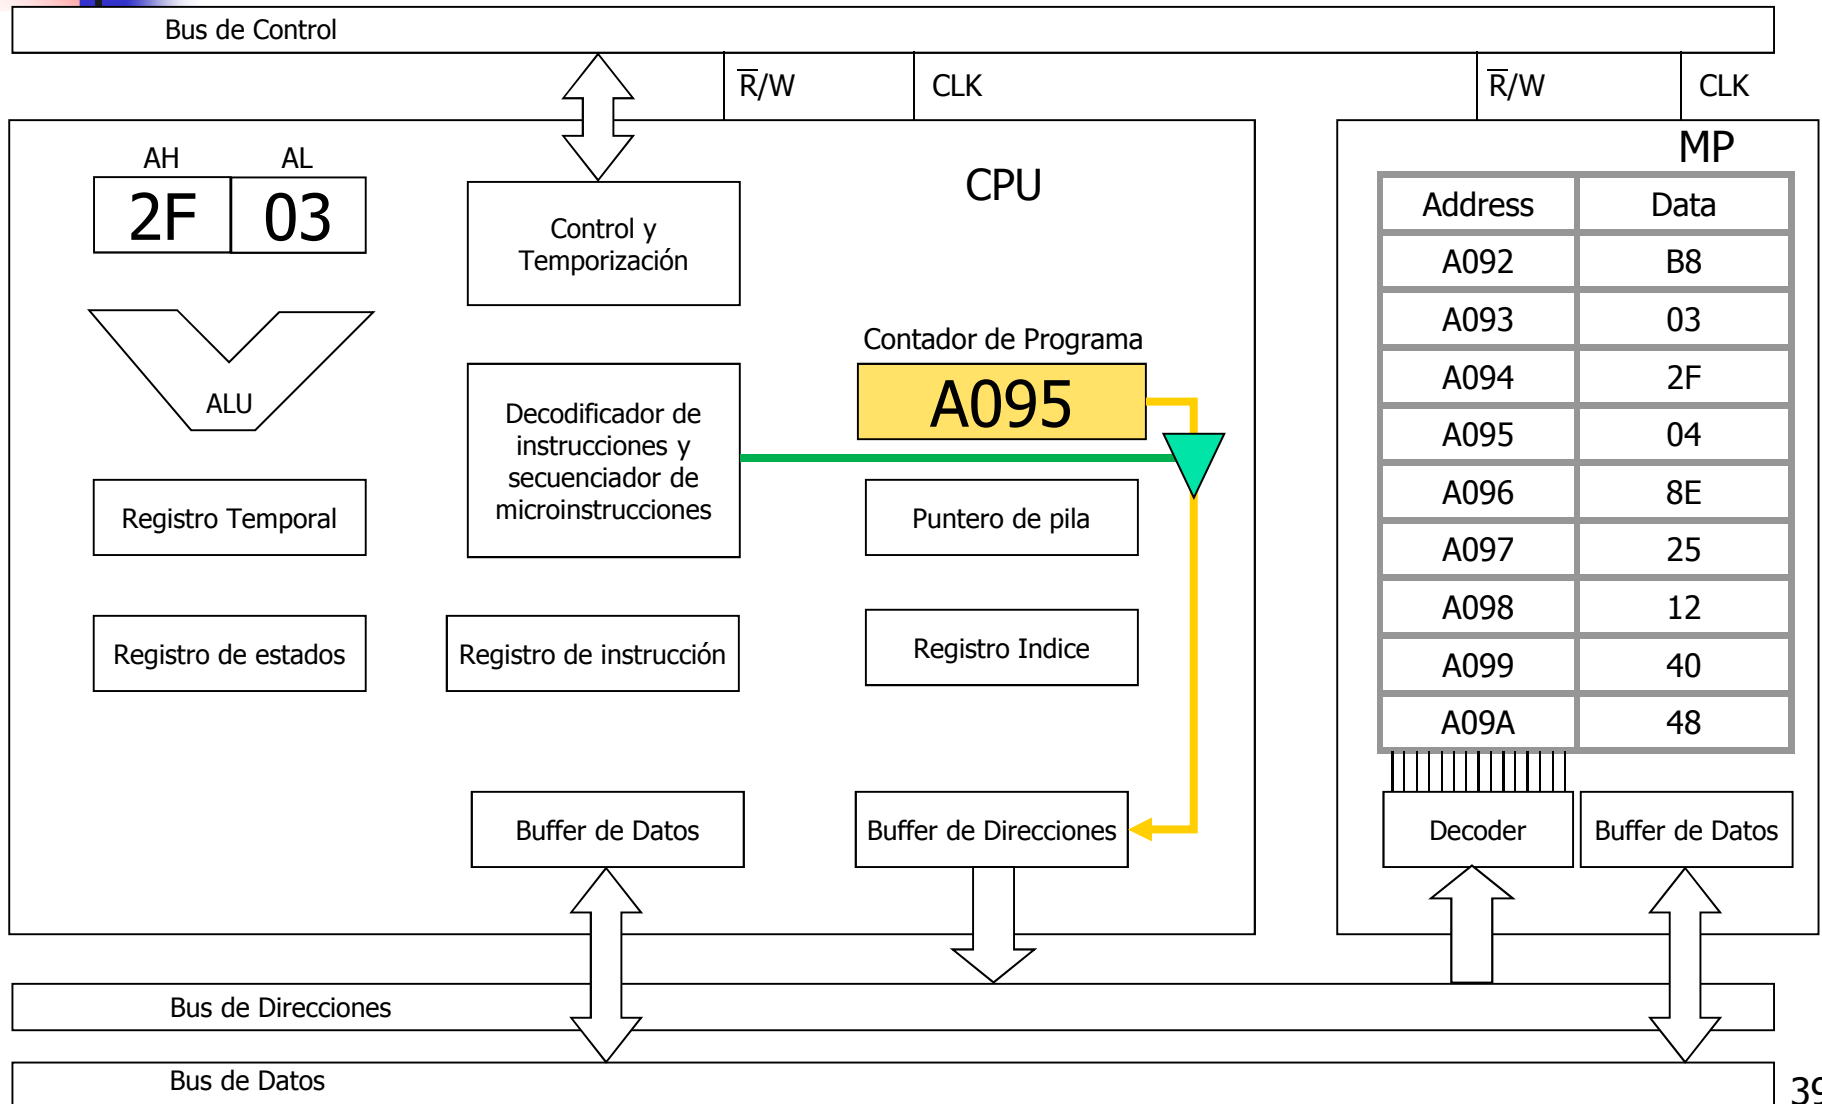 Bus de Control
R̅/W
CLK
R̅/W
CLK
AH
AL
2F
03
Control y
Temporización
CPU
MP
Address Data
A092 B8
A093 03
A094 2F
A095 04
A096 8E
A097 25
A098 12
A099 40
A09A 48
Contador de Programa
A095
ALU
Decodificador de
instrucciones y
secuenciador de
microinstrucciones
Registro Temporal
Puntero de pila
Registro de estados
Registro de instrucción
Registro Indice
Buffer de Datos
Buffer de Direcciones
Decoder
Buffer de Datos
Bus de Direcciones
Bus de Datos
39